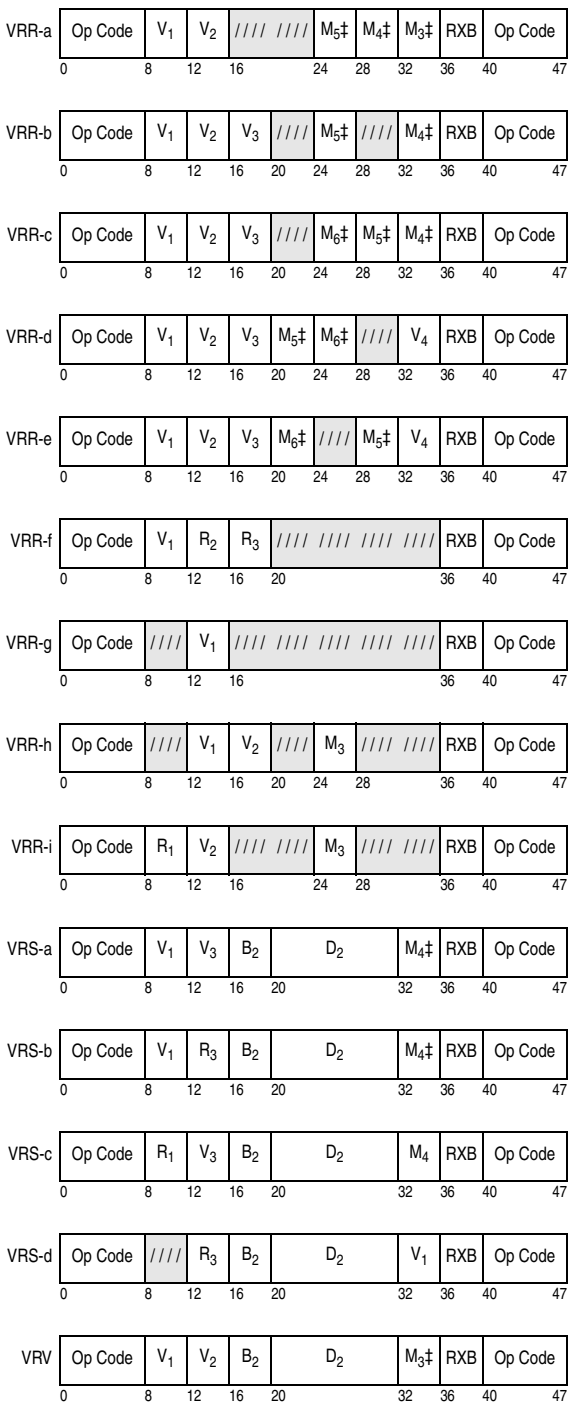 VRR-a Op Code V₁ V₂ //// //// M₅‡ M₄‡ M₃‡ RXB Op Code
0 8 12 16 24 28 32 36 40 47
VRR-b Op Code V₁ V₂ V₃ //// M₅‡ //// M₄‡ RXB Op Code
0 8 12 16 20 24 28 32 36 40 47
VRR-c Op Code V₁ V₂ V₃ //// M₆‡ M₅‡ M₄‡ RXB Op Code
0 8 12 16 20 24 28 32 36 40 47
VRR-d Op Code V₁ V₂ V₃ M₅‡ M₆‡ //// V₄ RXB Op Code
0 8 12 16 20 24 28 32 36 40 47
VRR-e Op Code V₁ V₂ V₃ M₆‡ //// M₅‡ V₄ RXB Op Code
0 8 12 16 20 24 28 32 36 40 47
VRR-f Op Code V₁ R₂ R₃ //// //// //// //// RXB Op Code
0 8 12 16 20 36 40 47
VRR-g Op Code //// V₁ //// //// //// //// //// RXB Op Code
0 8 12 16 36 40 47
VRR-h Op Code //// V₁ V₂ //// M₃ //// //// RXB Op Code
0 8 12 16 20 24 28 36 40 47
VRR-i Op Code R₁ V₂ //// //// M₃ //// //// RXB Op Code
0 8 12 16 24 28 36 40 47
VRS-a Op Code V₁ V₃ B₂ D₂ M₄‡ RXB Op Code
0 8 12 16 20 32 36 40 47
VRS-b Op Code V₁ R₃ B₂ D₂ M₄‡ RXB Op Code
0 8 12 16 20 32 36 40 47
VRS-c Op Code R₁ V₃ B₂ D₂ M₄ RXB Op Code
0 8 12 16 20 32 36 40 47
VRS-d Op Code //// R₃ B₂ D₂ V₁ RXB Op Code
0 8 12 16 20 32 36 40 47
VRV Op Code V₁ V₂ B₂ D₂ M₃‡ RXB Op Code
0 8 12 16 20 32 36 40 47